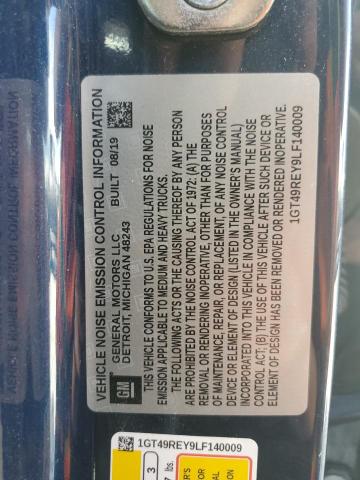 VEHICLE NOISE EMISSION CONTROL INFORMATION
GENERAL MOTORS LLC BUILT 08/19
DETROIT, MICHIGAN 48243
GM
THIS VEHICLE CONFORMS TO U.S. EPA REGULATIONS FOR NOISE
EMISSION APPLICABLE TO MEDIUM AND HEAVY TRUCKS.
THE FOLLOWING ACTS OR THE CAUSING THEREOF BY ANY PERSON
ARE PROHIBITED BY THE NOISE CONTROL ACT OF 1972: (A) THE
REMOVAL OR RENDERING INOPERATIVE, OTHER THAN FOR PURPOSES
OF MAINTENANCE, REPAIR, OR REPLACEMENT, OF ANY NOISE CONTROL
DEVICE OR ELEMENT OF DESIGN (LISTED IN THE OWNER'S MANUAL)
INCORPORATED INTO THIS VEHICLE IN COMPLIANCE WITH THE NOISE
CONTROL ACT; (B) THE USE OF THIS VEHICLE AFTER SUCH DEVICE OR
ELEMENT OF DESIGN HAS BEEN REMOVED OR RENDERED INOPERATIVE.
1GT49REY9LF140009
1GT49REY9LF140009
3
7 lbs.